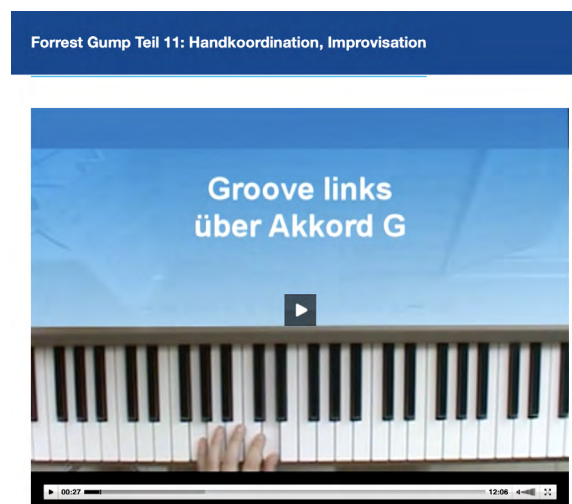 Forrest Gump Teil 11: Handkoordination, Improvisation
Groove links
über Akkord G
00:27
12:06